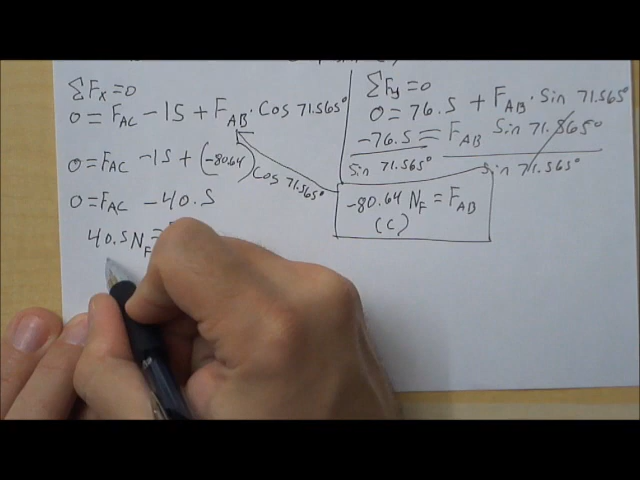 ΣFx=0
0 = FAC −15 + FAB · Cos 71.565°
0=FAC −15 + (−80.64) Cos 71.565°
0=FAC −40.5
40.5 NF =
ΣFy=0
0=76.5 + FAB · Sin 71.565°
−76.5 = FAB Sin 71.565°
Sin 71.565° Sin 71.565°
−80.64 NF = FAB
(C)